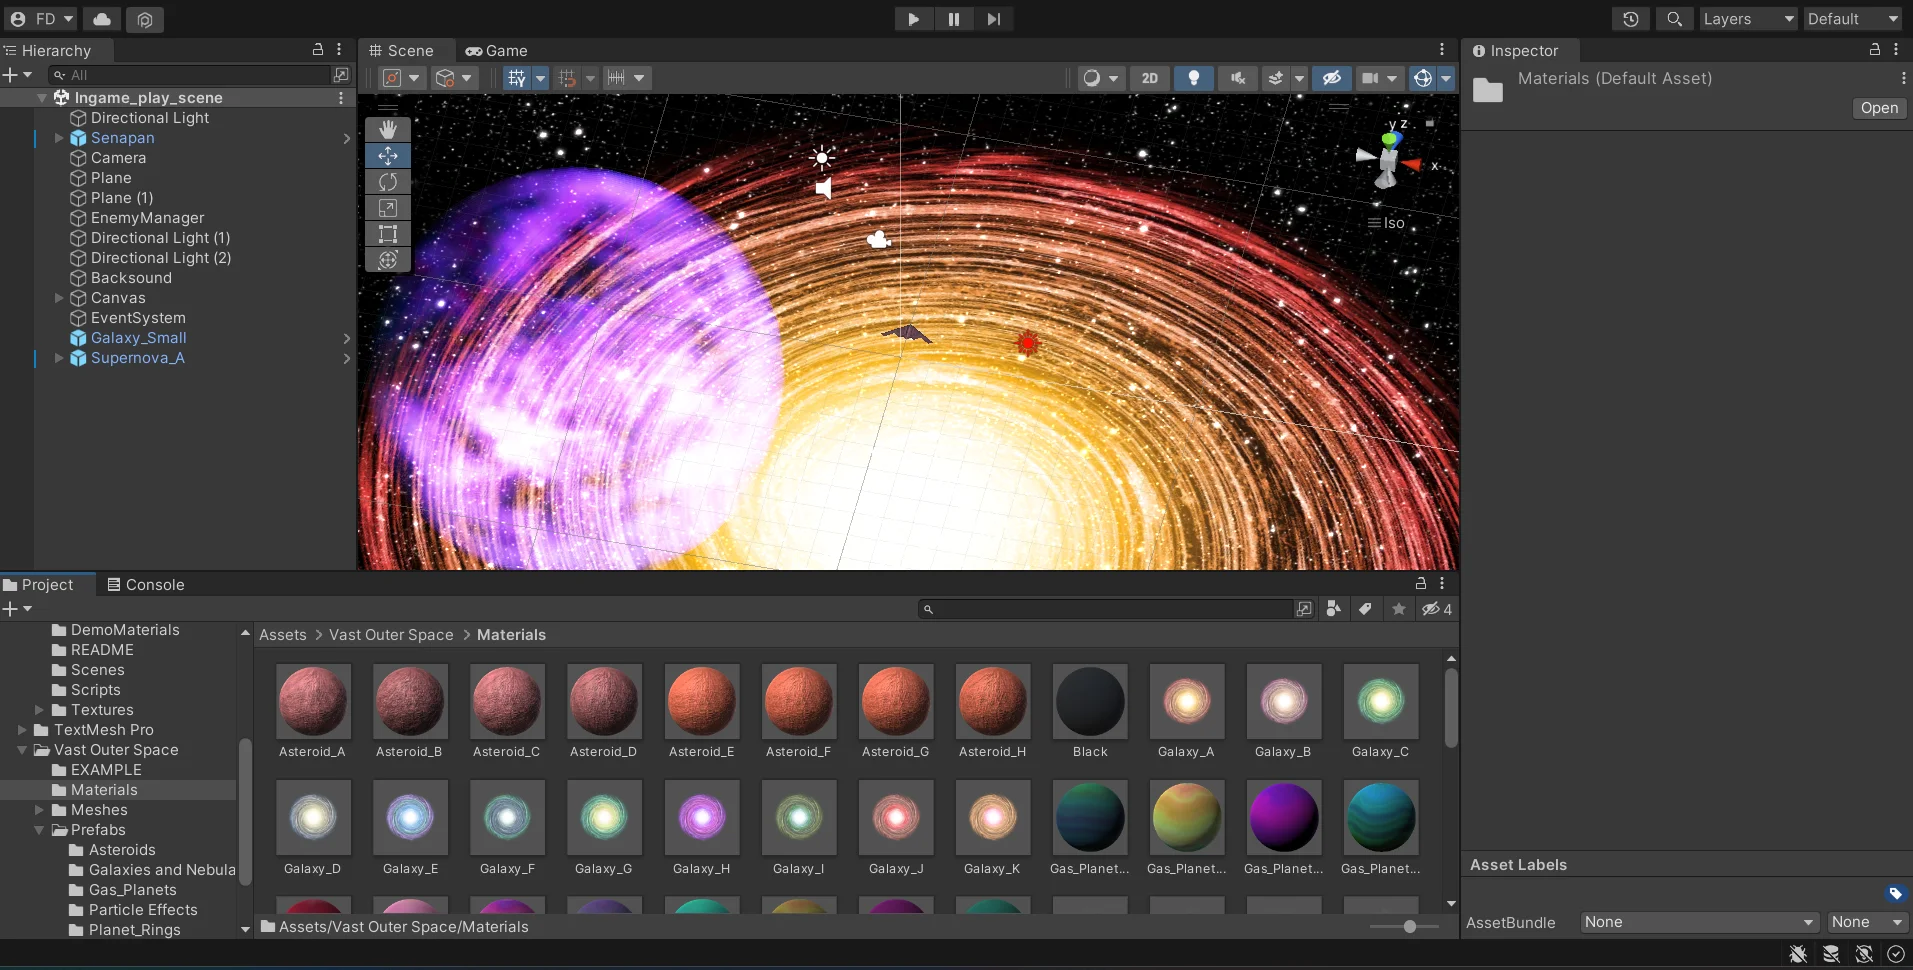 FD
Layers
Default
Hierarchy
Scene
Game
Inspector
All
2D
Materials (Default Asset)
Open
Ingame_play_scene
Directional Light
Senapan
Camera
Plane
Plane (1)
EnemyManager
Directional Light (1)
Directional Light (2)
Backsound
Canvas
EventSystem
Galaxy_Small
Supernova_A
y z
x
Iso
Project
Console
4
DemoMaterials
README
Scenes
Scripts
Textures
TextMesh Pro
Vast Outer Space
EXAMPLE
Materials
Meshes
Prefabs
Asteroids
Galaxies and Nebula
Gas_Planets
Particle Effects
Planet_Rings
Assets > Vast Outer Space > Materials
Asteroid_A Asteroid_B Asteroid_C Asteroid_D Asteroid_E Asteroid_F Asteroid_G Asteroid_H Black Galaxy_A Galaxy_B Galaxy_C
Galaxy_D Galaxy_E Galaxy_F Galaxy_G Galaxy_H Galaxy_I Galaxy_J Galaxy_K Gas_Planet... Gas_Planet... Gas_Planet... Gas_Planet...
Assets/Vast Outer Space/Materials
Asset Labels
AssetBundle None None